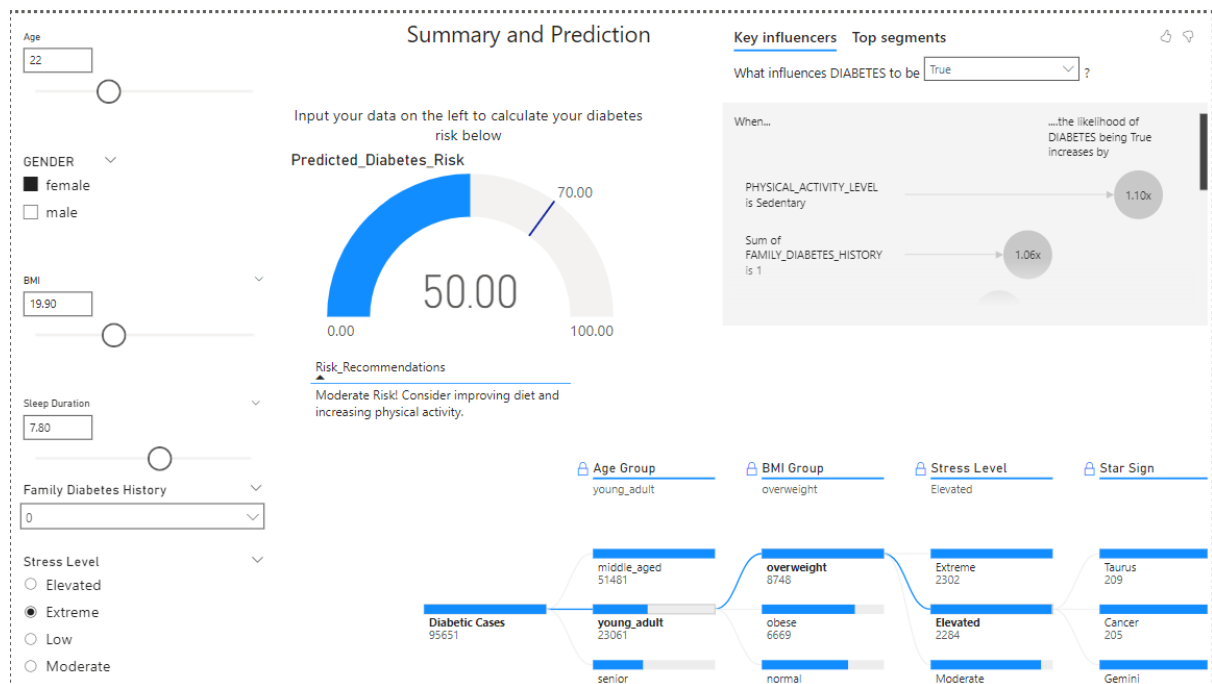 Summary and Prediction
Age
22
GENDER
female
male
BMI
19.90
Sleep Duration
7.80
Family Diabetes History
0
Stress Level
Elevated
Extreme
Low
Moderate
Input your data on the left to calculate your diabetes
risk below
Predicted_Diabetes_Risk
70.00
50.00
0.00
100.00
Risk_Recommendations
Moderate Risk! Consider improving diet and
increasing physical activity.
Key influencers
Top segments
What influences DIABETES to be True ?
When...
....the likelihood of
DIABETES being True
increases by
PHYSICAL_ACTIVITY_LEVEL
is Sedentary
1.10x
Sum of
FAMILY_DIABETES_HISTORY
is 1
1.06x
Age Group
young_adult
BMI Group
overweight
Stress Level
Elevated
Star Sign
Diabetic Cases
95651
middle_aged
51481
young_adult
23061
senior
overweight
8748
obese
6669
normal
Extreme
2302
Elevated
2284
Moderate
Taurus
209
Cancer
205
Gemini